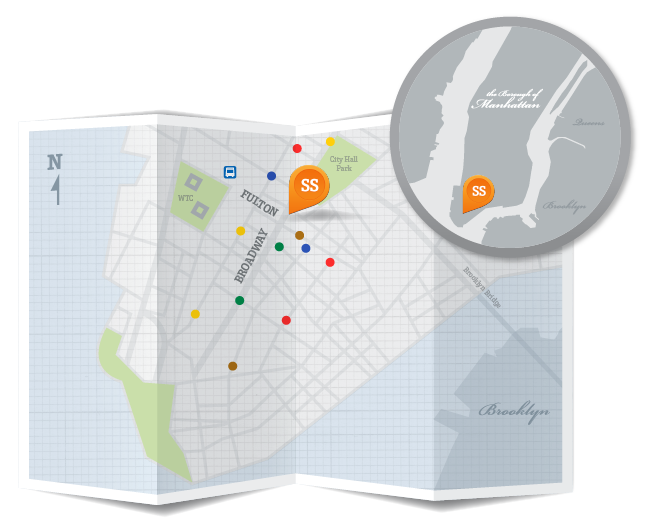 the Borough of
Manhattan
Queens
SS
Brooklyn
N
City Hall
Park
SS
WTC
FULTON
BROADWAY
Brooklyn Bridge
Brooklyn